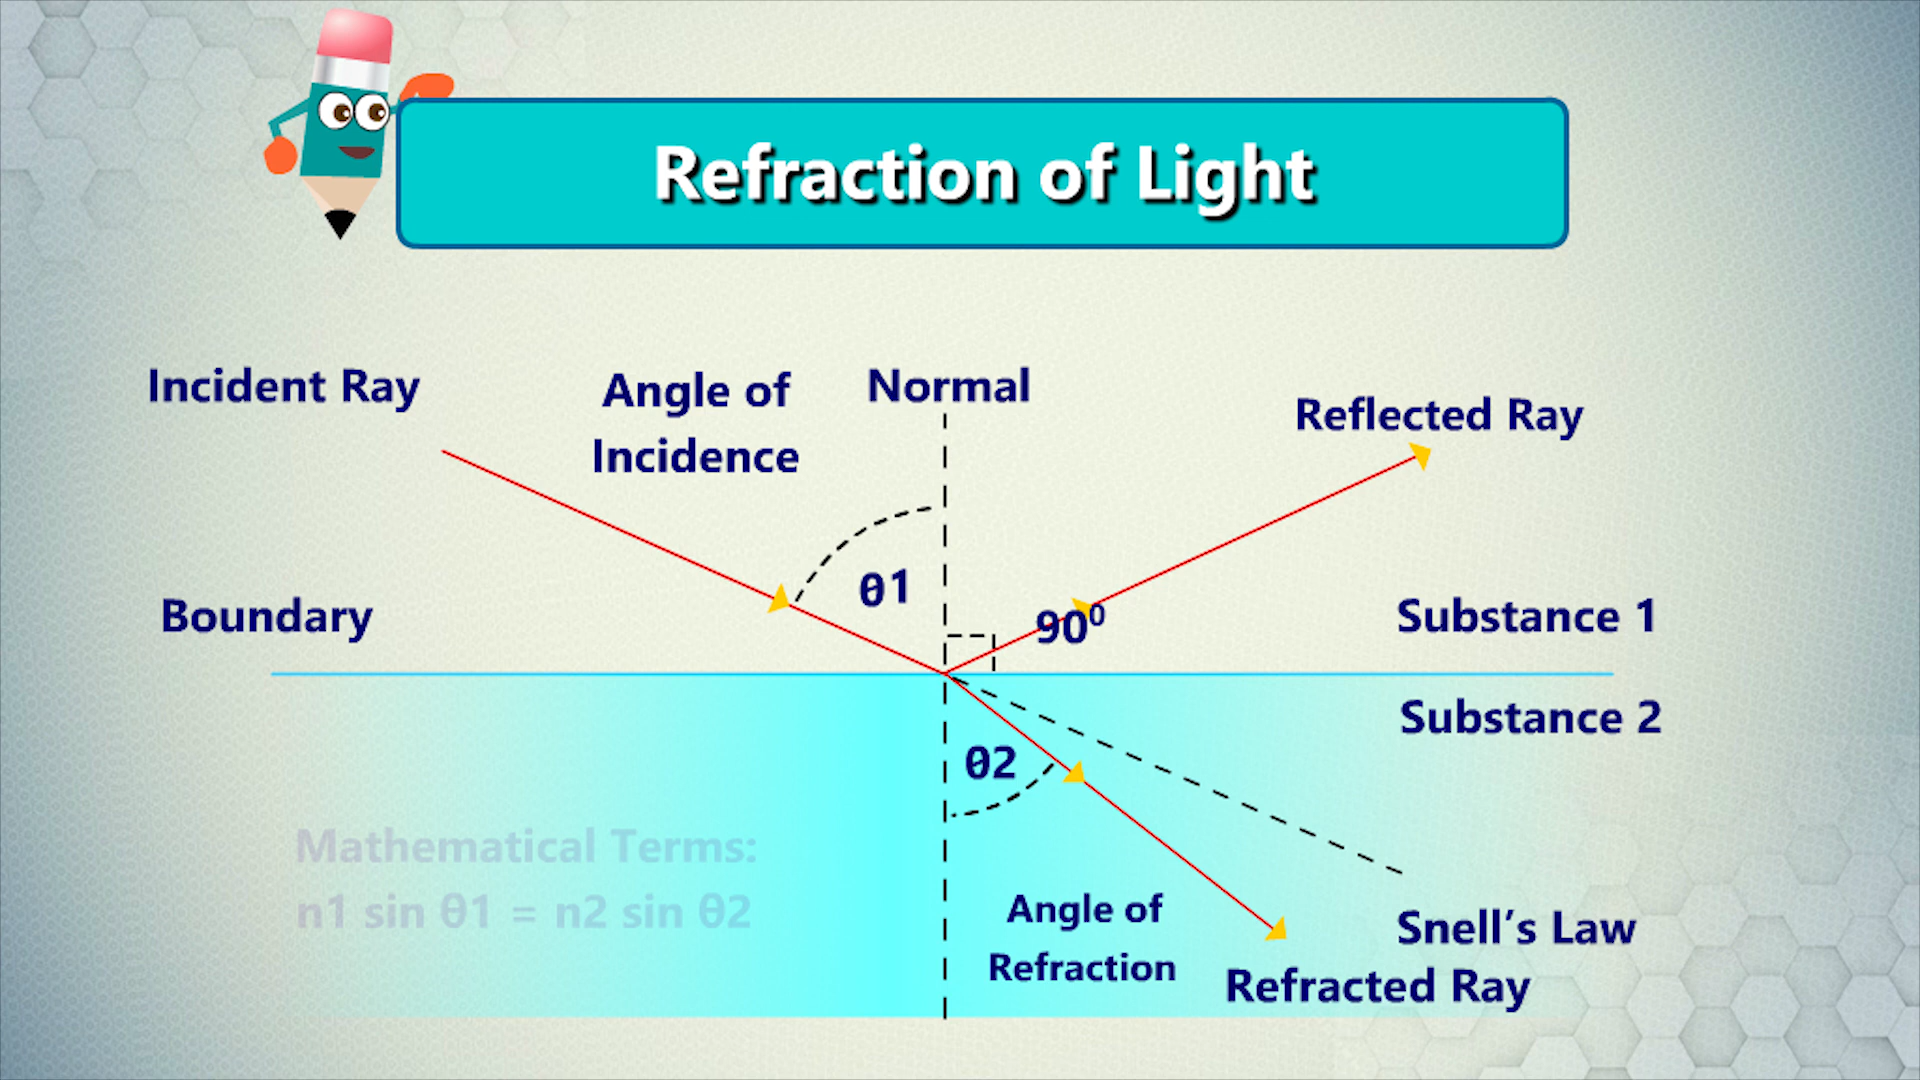 Refraction of Light
Incident Ray
Angle of
Incidence
Normal
Reflected Ray
θ1
90⁰
Boundary
Substance 1
Substance 2
θ2
Mathematical Terms:
n1 sin θ1 = n2 sin θ2
Angle of
Refraction
Snell’s Law
Refracted Ray